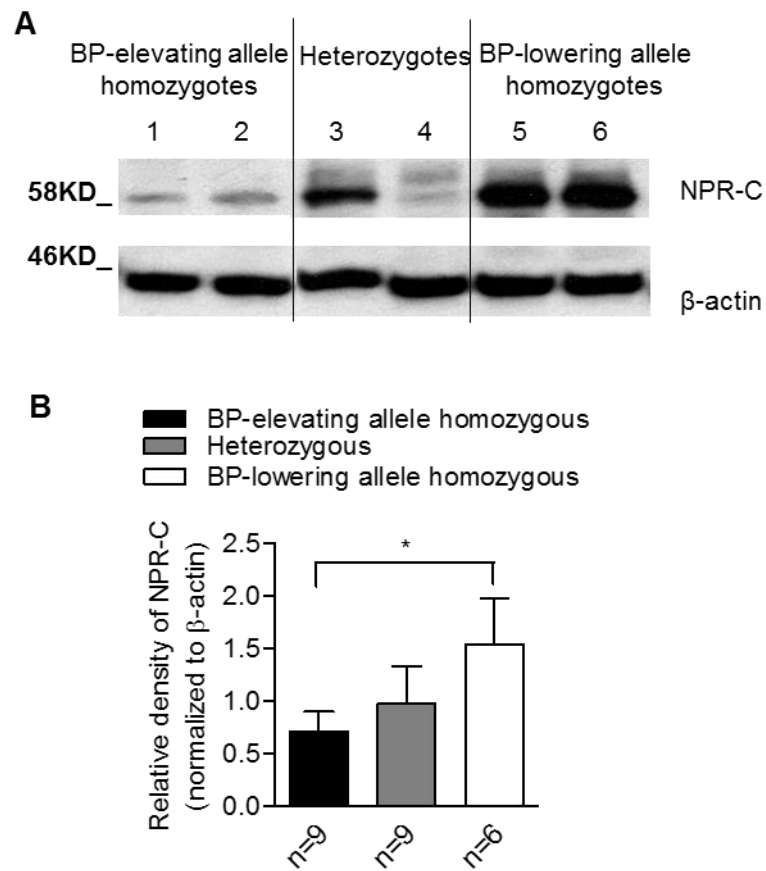 A
BP-elevating allele homozygotes
Heterozygotes
BP-lowering allele homozygotes
1 2 3 4 5 6
58KD_
NPR-C
46KD_
β-actin
B
BP-elevating allele homozygous
Heterozygous
BP-lowering allele homozygous
Relative density of NPR-C
(normalized to β-actin)
2.5
2.0
1.5
1.0
0.5
0.0
*
n=9
n=9
n=6